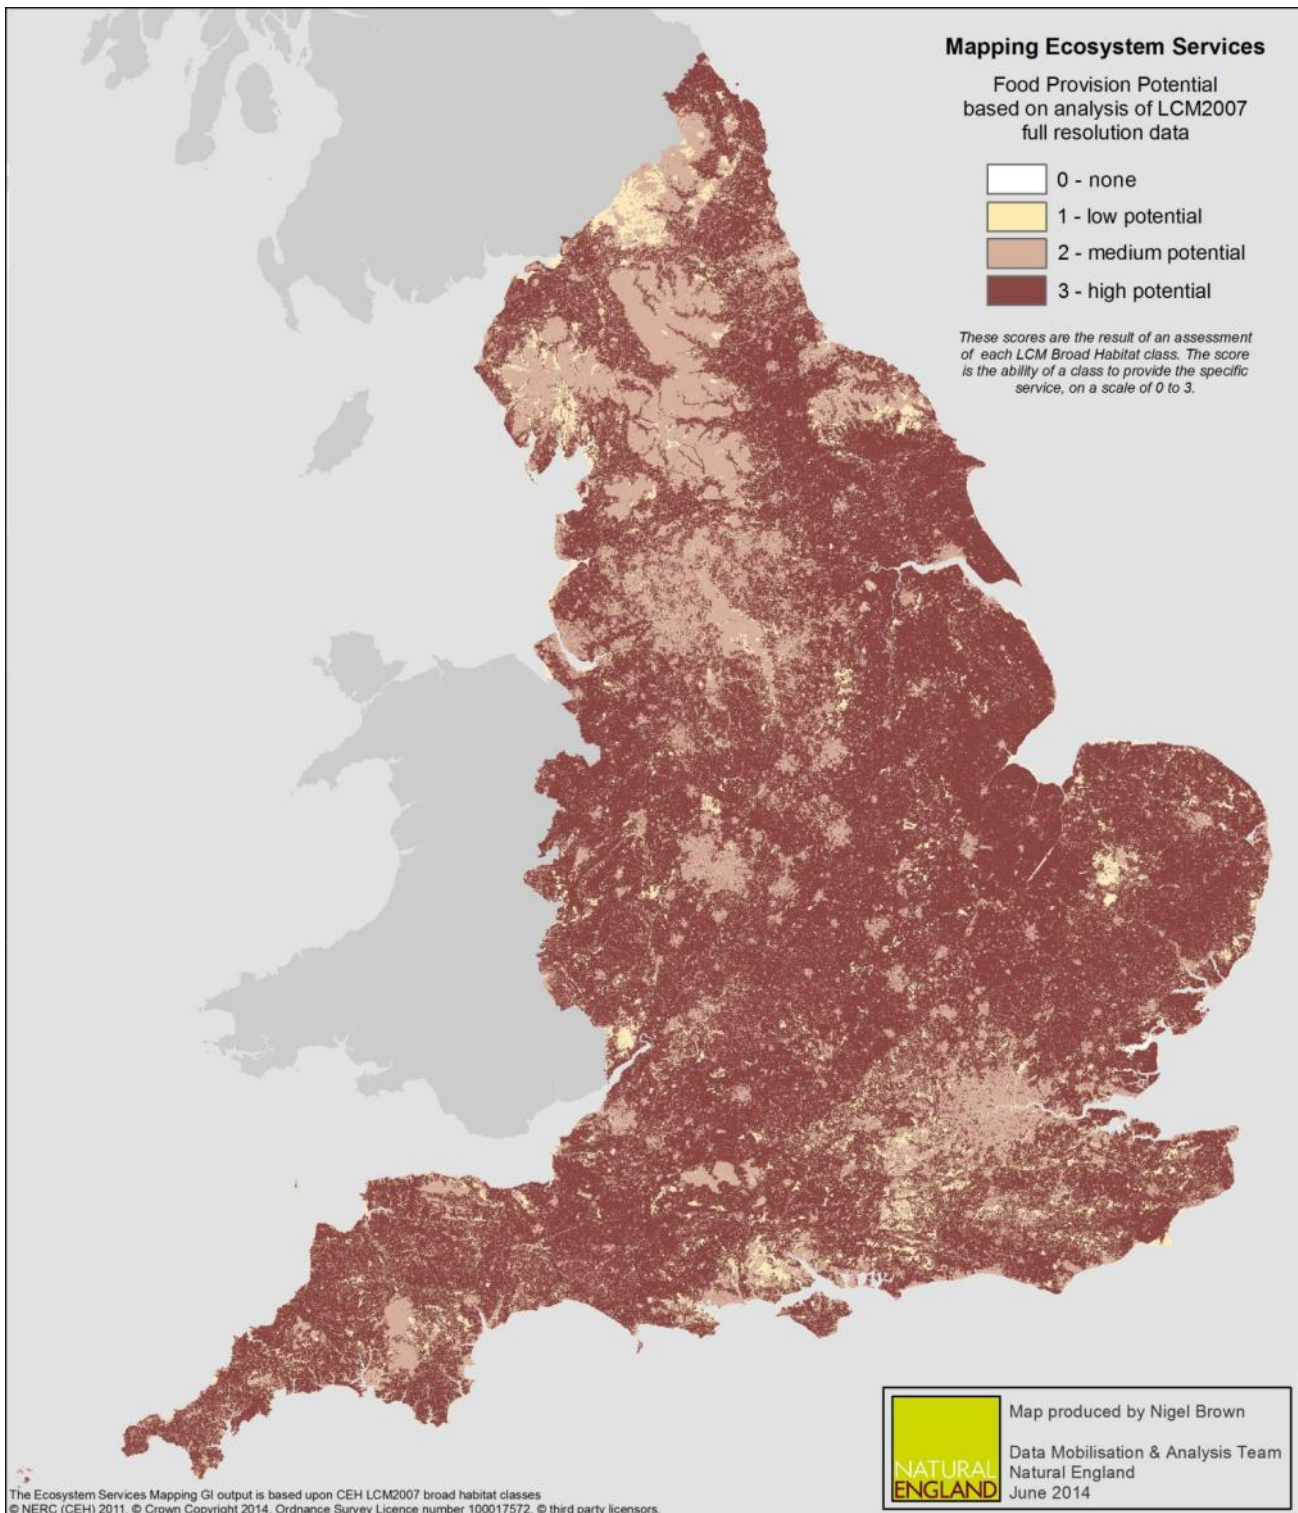 Mapping Ecosystem Services
Food Provision Potential
based on analysis of LCM2007
full resolution data
0 - none
1 - low potential
2 - medium potential
3 - high potential
These scores are the result of an assessment
of each LCM Broad Habitat class. The score
is the ability of a class to provide the specific
service, on a scale of 0 to 3.
NATURAL
ENGLAND
Map produced by Nigel Brown
Data Mobilisation & Analysis Team
Natural England
June 2014
The Ecosystem Services Mapping GI output is based upon CEH LCM2007 broad habitat classes
© NERC (CEH) 2011. © Crown Copyright 2014. Ordnance Survey Licence number 100017572. © third party licensors.